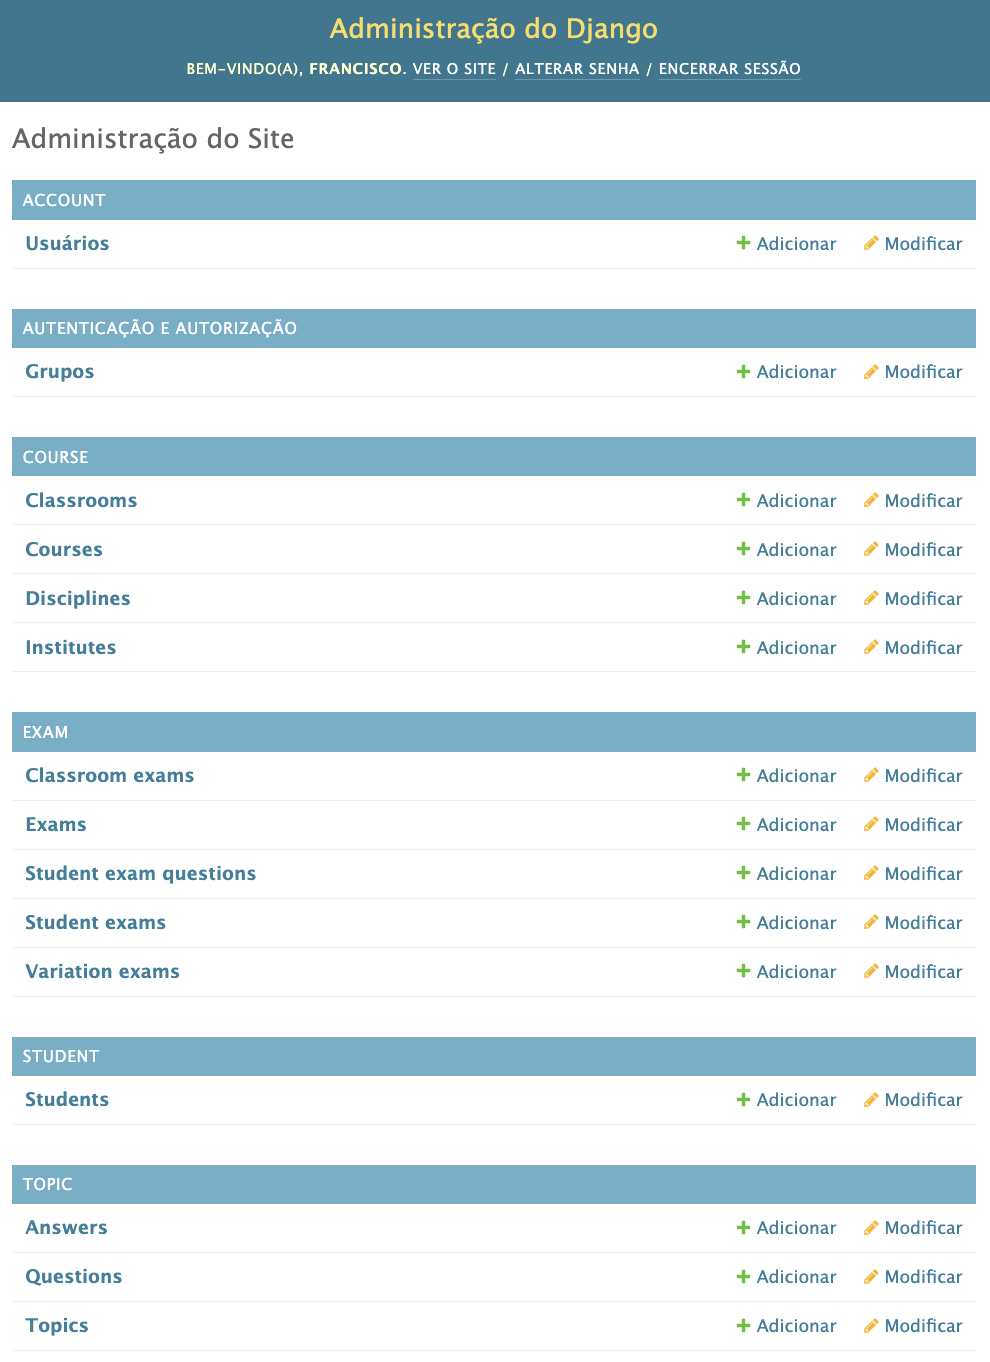 Administração do Django
BEM-VINDO(A), FRANCISCO. VER O SITE / ALTERAR SENHA / ENCERRAR SESSÃO
Administração do Site
ACCOUNT
Usuários Adicionar Modificar
AUTENTICAÇÃO E AUTORIZAÇÃO
Grupos Adicionar Modificar
COURSE
Classrooms Adicionar Modificar
Courses Adicionar Modificar
Disciplines Adicionar Modificar
Institutes Adicionar Modificar
EXAM
Classroom exams Adicionar Modificar
Exams Adicionar Modificar
Student exam questions Adicionar Modificar
Student exams Adicionar Modificar
Variation exams Adicionar Modificar
STUDENT
Students Adicionar Modificar
TOPIC
Answers Adicionar Modificar
Questions Adicionar Modificar
Topics Adicionar Modificar